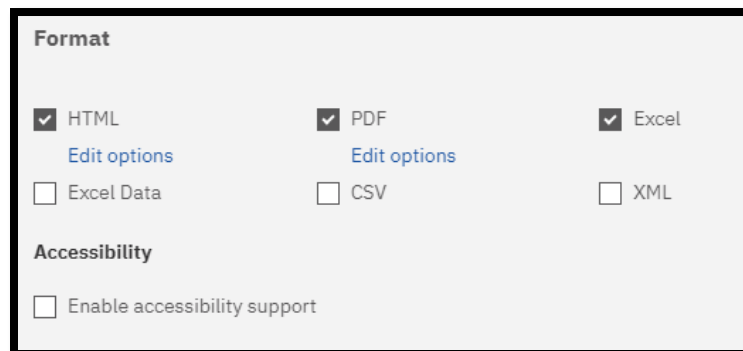 Format
HTML PDF Excel
Edit options Edit options
Excel Data CSV XML
Accessibility
Enable accessibility support